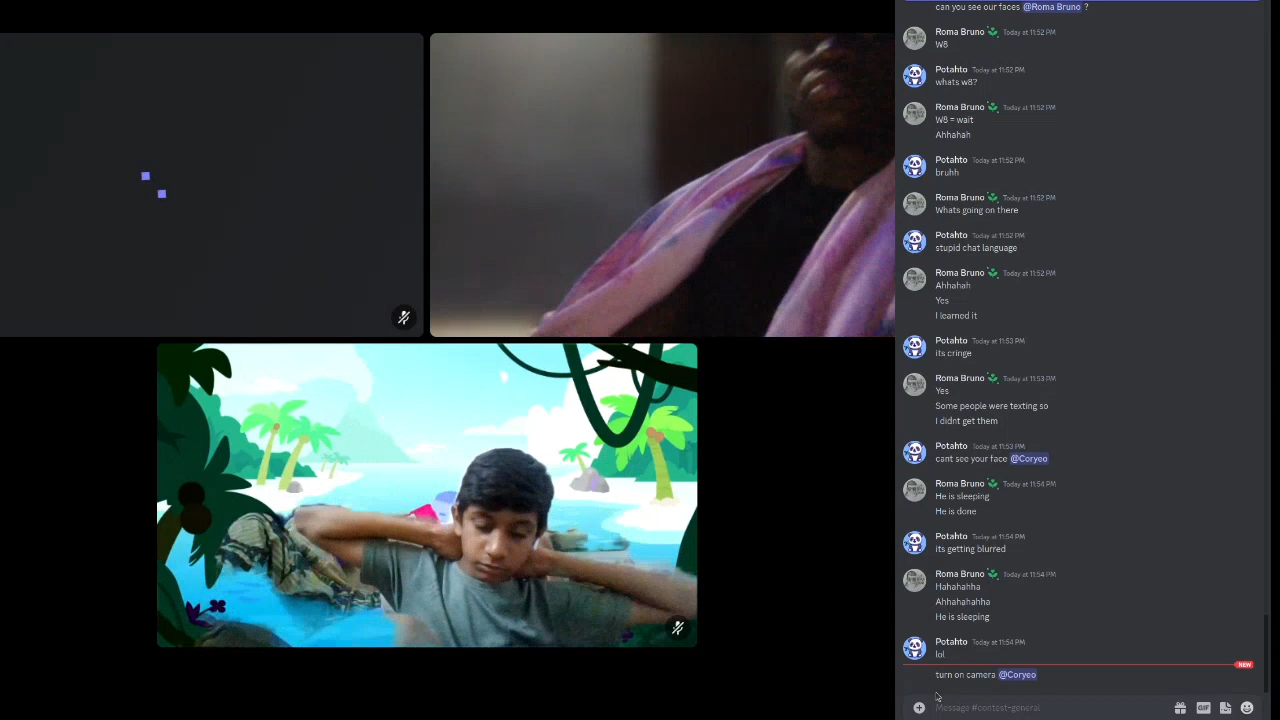 can you see our faces @Roma Bruno ?
Roma Bruno Today at 11:52 PM
W8
Potahto Today at 11:52 PM
whats w8?
Roma Bruno Today at 11:52 PM
W8 = wait
Ahhahah
Potahto Today at 11:52 PM
bruhh
Roma Bruno Today at 11:52 PM
Whats going on there
Potahto Today at 11:52 PM
stupid chat language
Roma Bruno Today at 11:52 PM
Ahhahah
Yes
I learned it
Potahto Today at 11:53 PM
its cringe
Roma Bruno Today at 11:53 PM
Yes
Some people were texting so
I didnt get them
Potahto Today at 11:53 PM
cant see your face @Coryeo
Roma Bruno Today at 11:54 PM
He is sleeping
He is done
Potahto Today at 11:54 PM
its getting blurred
Roma Bruno Today at 11:54 PM
Hahahahha
Ahhahahahha
He is sleeping
Potahto Today at 11:54 PM
lol
NEW
turn on camera @Coryeo
Message #contest-general
GIF